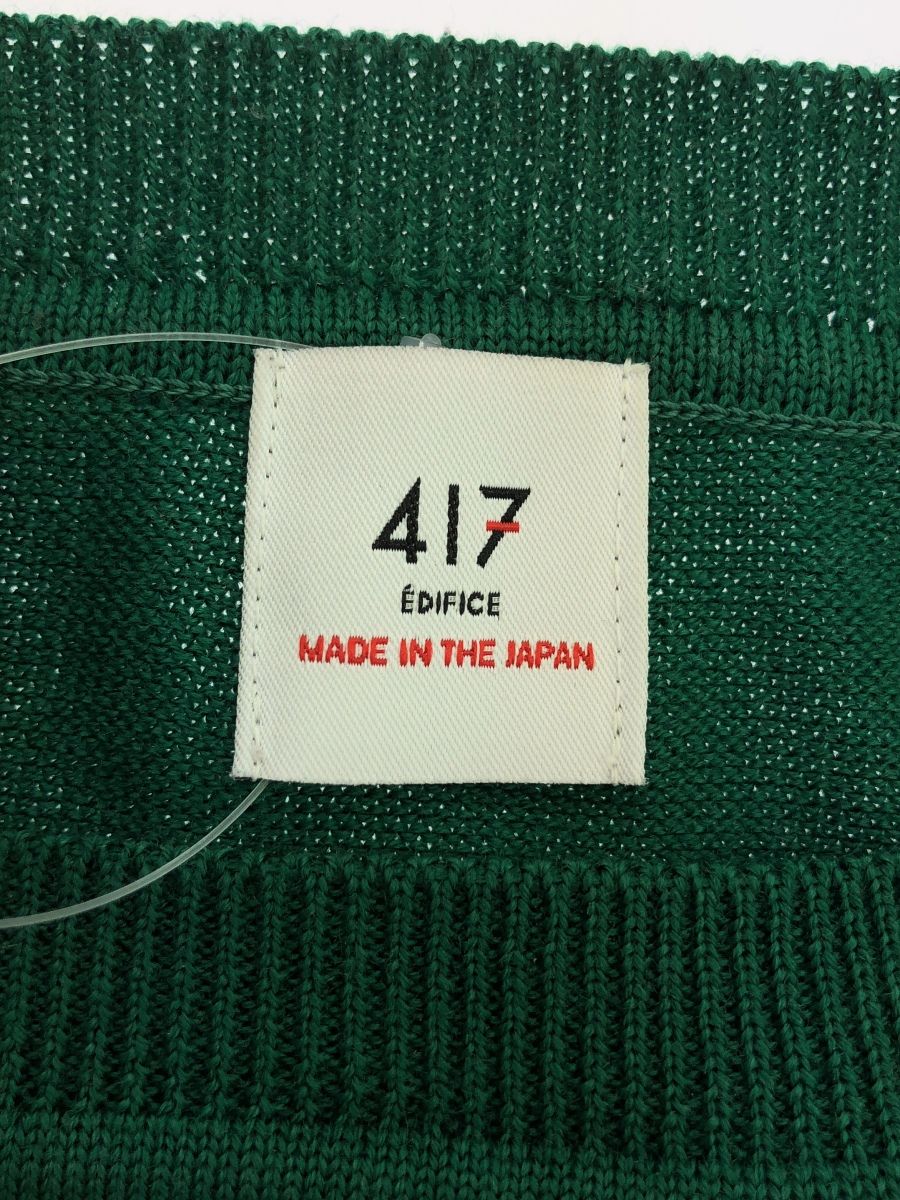 417
ÉDIFICE
MADE IN THE JAPAN